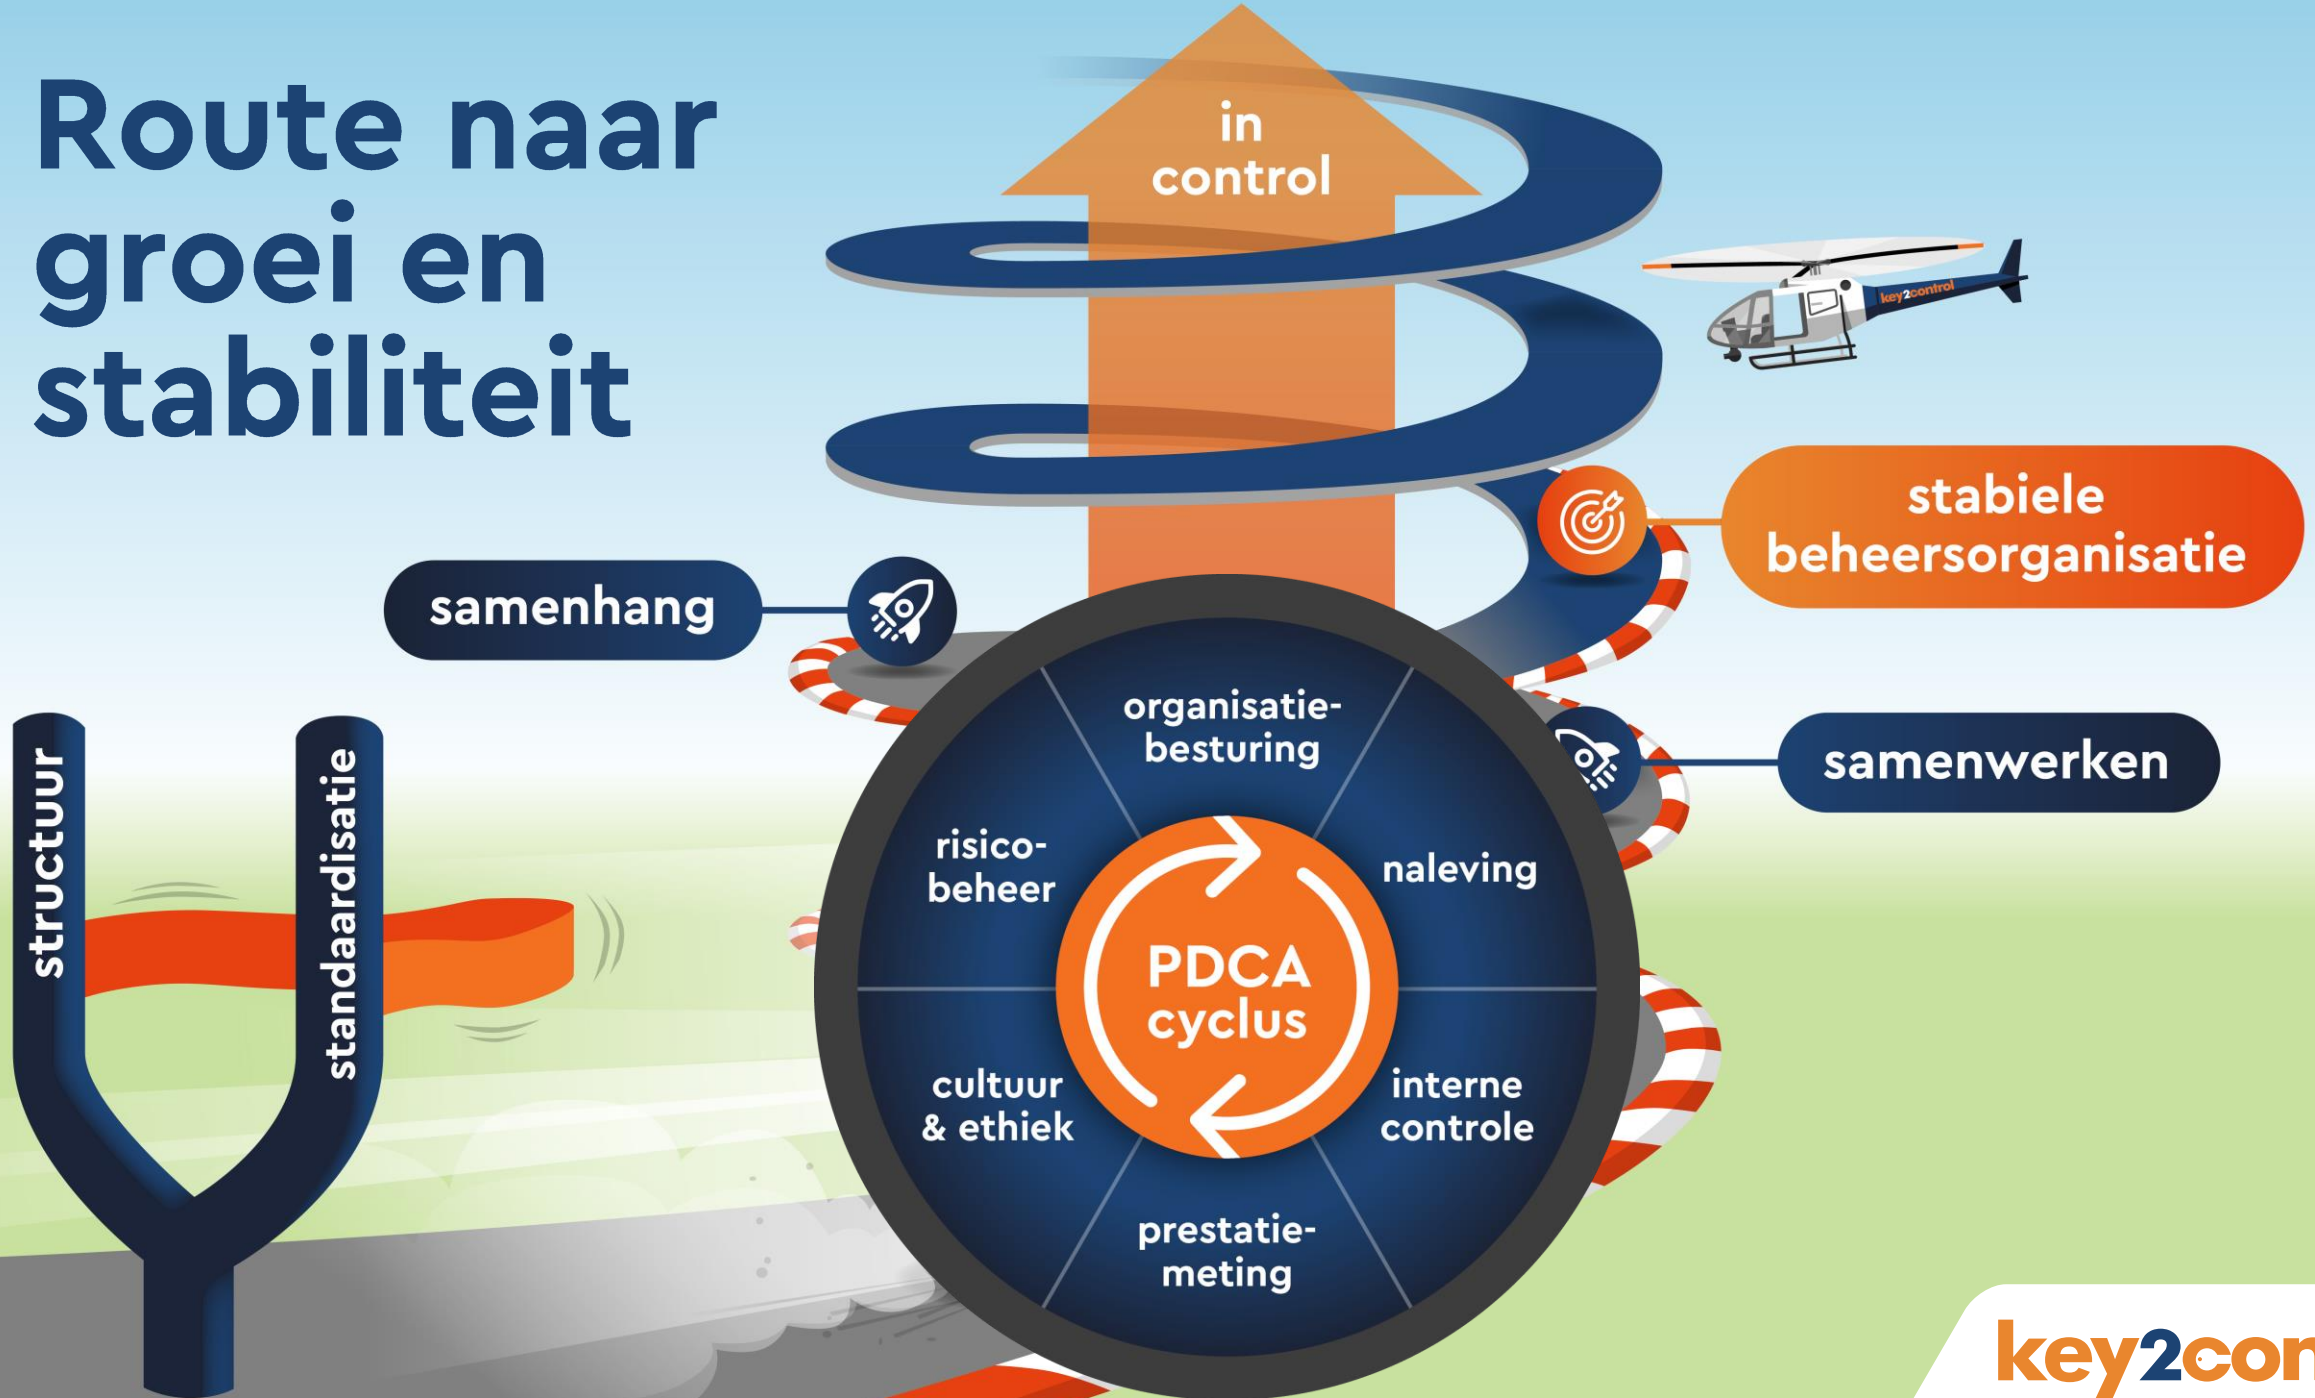 Route naar
groei en
stabiliteit
in
control
key2control
stabiele
beheersorganisatie
samenhang
samenwerken
structuur
standaardisatie
organisatie-
besturing
risico-
beheer
naleving
PDCA
cyclus
cultuur
& ethiek
interne
controle
prestatie-
meting
key2con